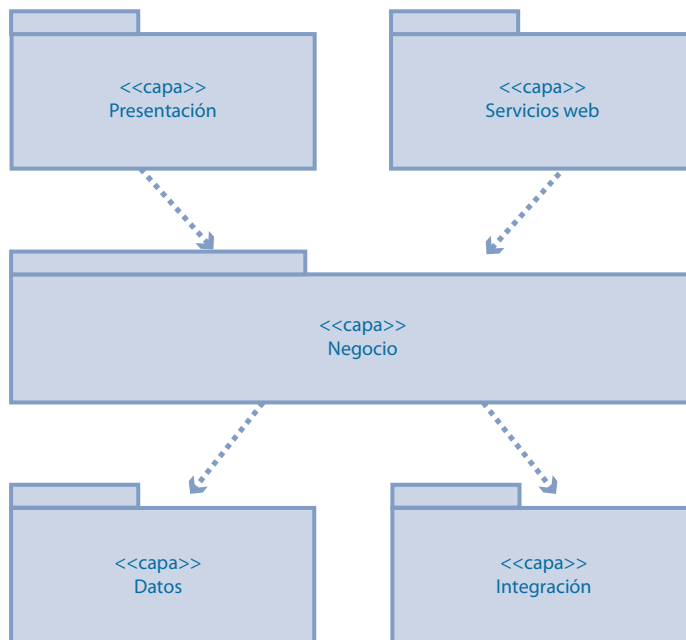 <<capa>>
Presentación
<<capa>>
Servicios web
<<capa>>
Negocio
<<capa>>
Datos
<<capa>>
Integración